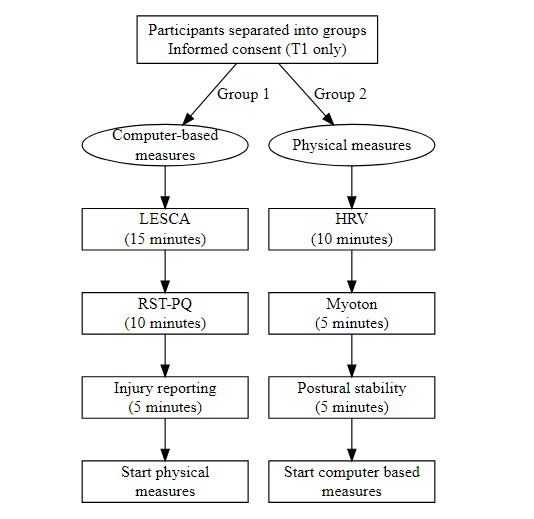 Participants separated into groups
Informed consent (T1 only)
Group 1
Group 2
Computer-based
measures
Physical measures
LESCA
(15 minutes)
HRV
(10 minutes)
RST-PQ
(10 minutes)
Myoton
(5 minutes)
Injury reporting
(5 minutes)
Postural stability
(5 minutes)
Start physical
measures
Start computer based
measures